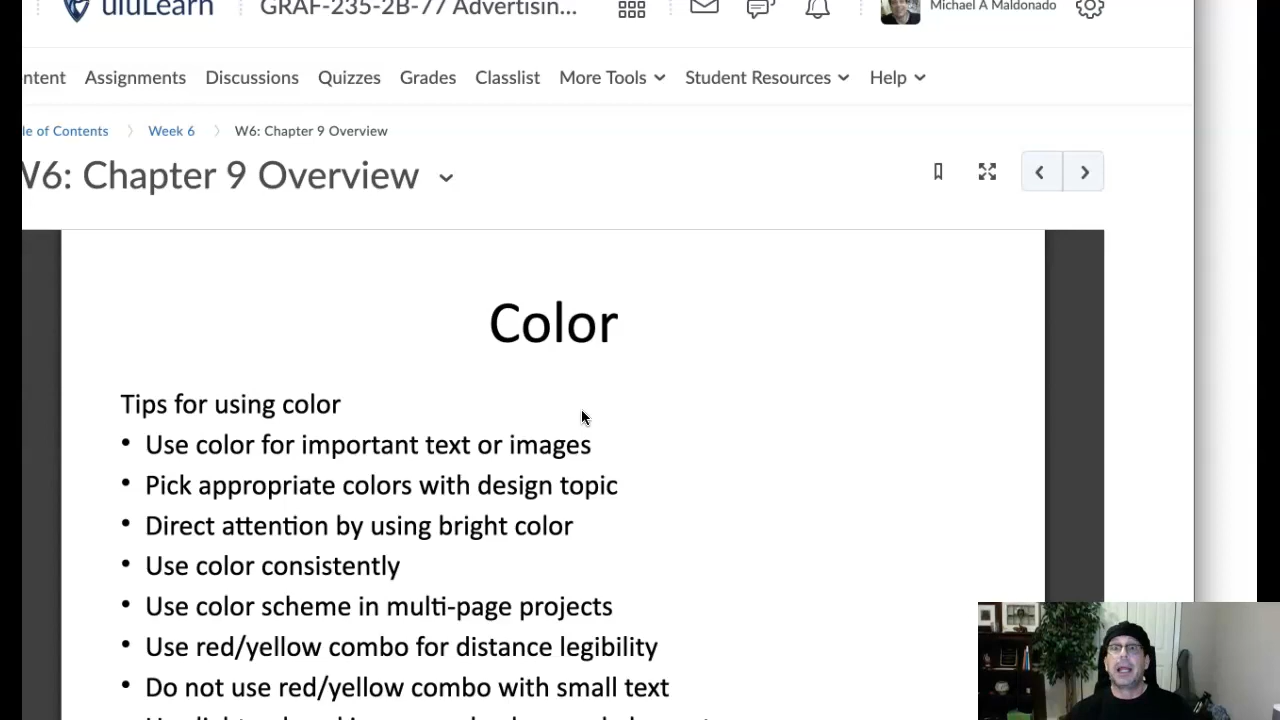 uluLearn
GRAF-235-2B-77 Advertisin...
Michael A Maldonado
ntent Assignments Discussions Quizzes Grades Classlist More Tools Student Resources Help
le of Contents Week 6 W6: Chapter 9 Overview
W6: Chapter 9 Overview
Color
Tips for using color
• Use color for important text or images
• Pick appropriate colors with design topic
• Direct attention by using bright color
• Use color consistently
• Use color scheme in multi-page projects
• Use red/yellow combo for distance legibility
• Do not use red/yellow combo with small text